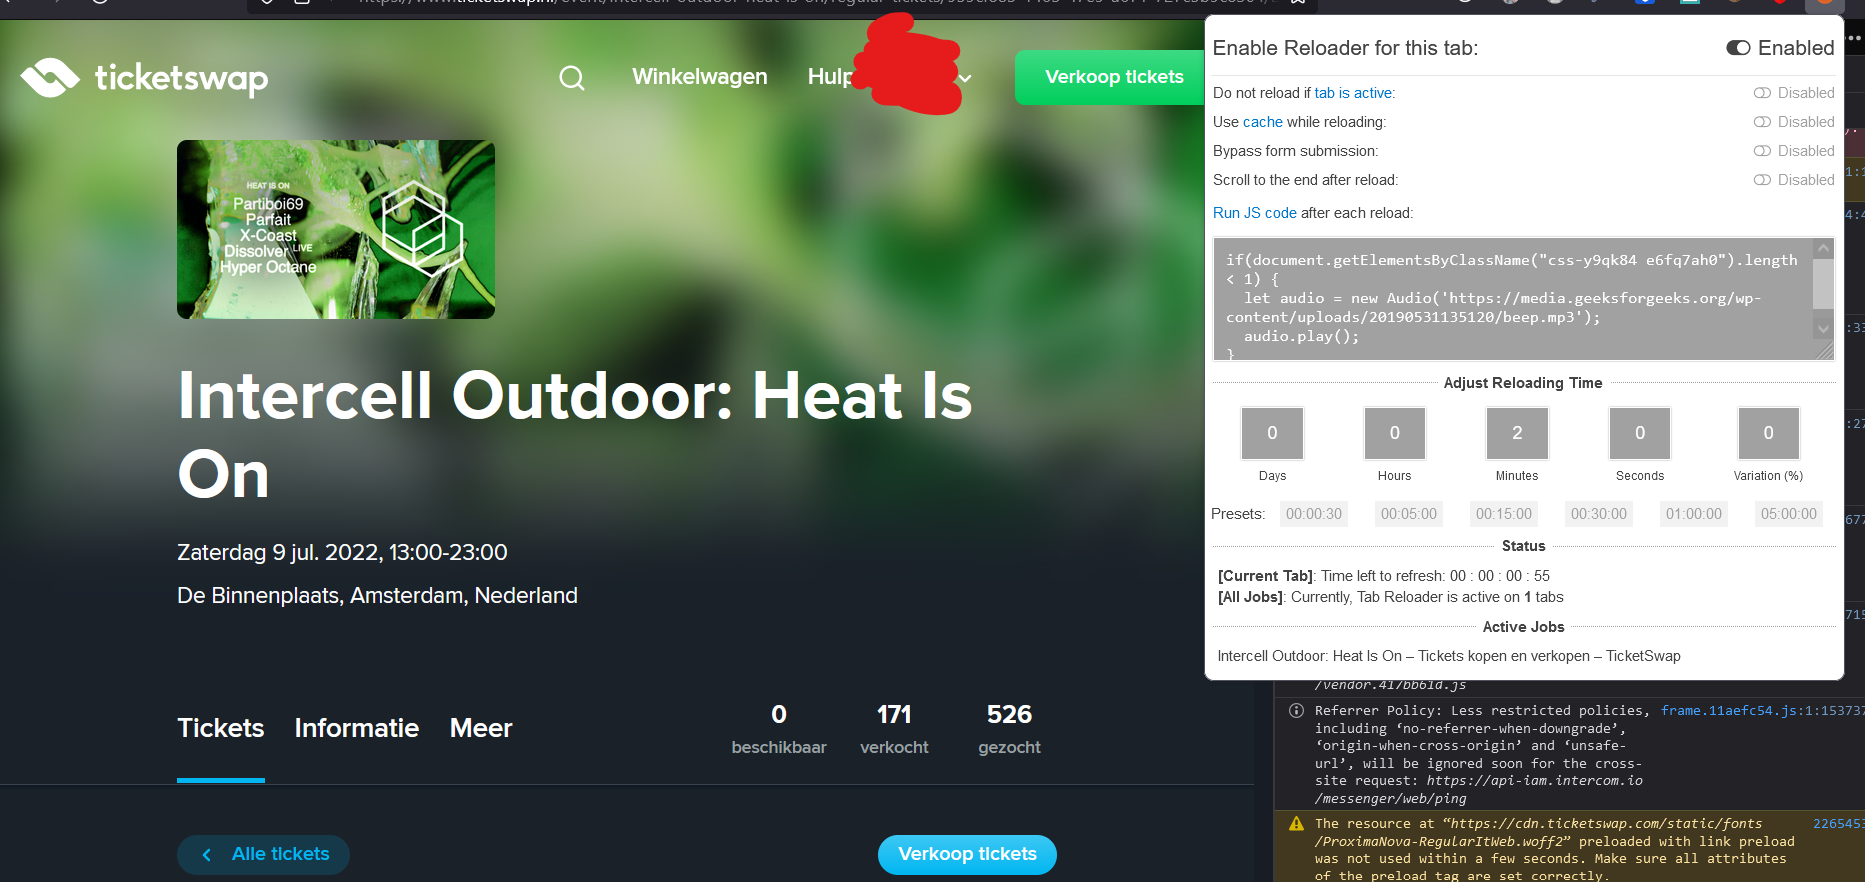 ticketswap
Winkelwagen
Hulp
Verkoop tickets
HEAT IS ON
Partiboi69
Parfait
X-Coast
Dissolver LIVE
Hyper Octane
Intercell Outdoor: Heat Is
On
Zaterdag 9 jul. 2022, 13:00-23:00
De Binnenplaats, Amsterdam, Nederland
Tickets
Informatie
Meer
0
beschikbaar
171
verkocht
526
gezocht
Alle tickets
Verkoop tickets
Enable Reloader for this tab:
Enabled
Do not reload if tab is active:
Disabled
Use cache while reloading:
Disabled
Bypass form submission:
Disabled
Scroll to the end after reload:
Disabled
Run JS code after each reload:
if(document.getElementsByClassName("css-y9qk84 e6fq7ah0").length
< 1) {
let audio = new Audio('https://media.geeksforgeeks.org/wp-
content/uploads/20190531135120/beep.mp3');
audio.play();
}
Adjust Reloading Time
0
Days
0
Hours
2
Minutes
0
Seconds
0
Variation (%)
Presets:
00:00:30
00:05:00
00:15:00
00:30:00
01:00:00
05:00:00
Status
[Current Tab]: Time left to refresh: 00 : 00 : 00 : 55
[All Jobs]: Currently, Tab Reloader is active on 1 tabs
Active Jobs
Intercell Outdoor: Heat Is On – Tickets kopen en verkopen – TicketSwap
/vendor.417bb61d.js
Referrer Policy: Less restricted policies, frame.11aefc54.js:1:153737
including ‘no-referrer-when-downgrade’,
‘origin-when-cross-origin’ and ‘unsafe-
url’, will be ignored soon for the cross-
site request: https://api-iam.intercom.io
/messenger/web/ping
The resource at “https://cdn.ticketswap.com/static/fonts 2265453
/ProximaNova-RegularItWeb.woff2” preloaded with link preload
was not used within a few seconds. Make sure all attributes
of the preload tag are set correctly.